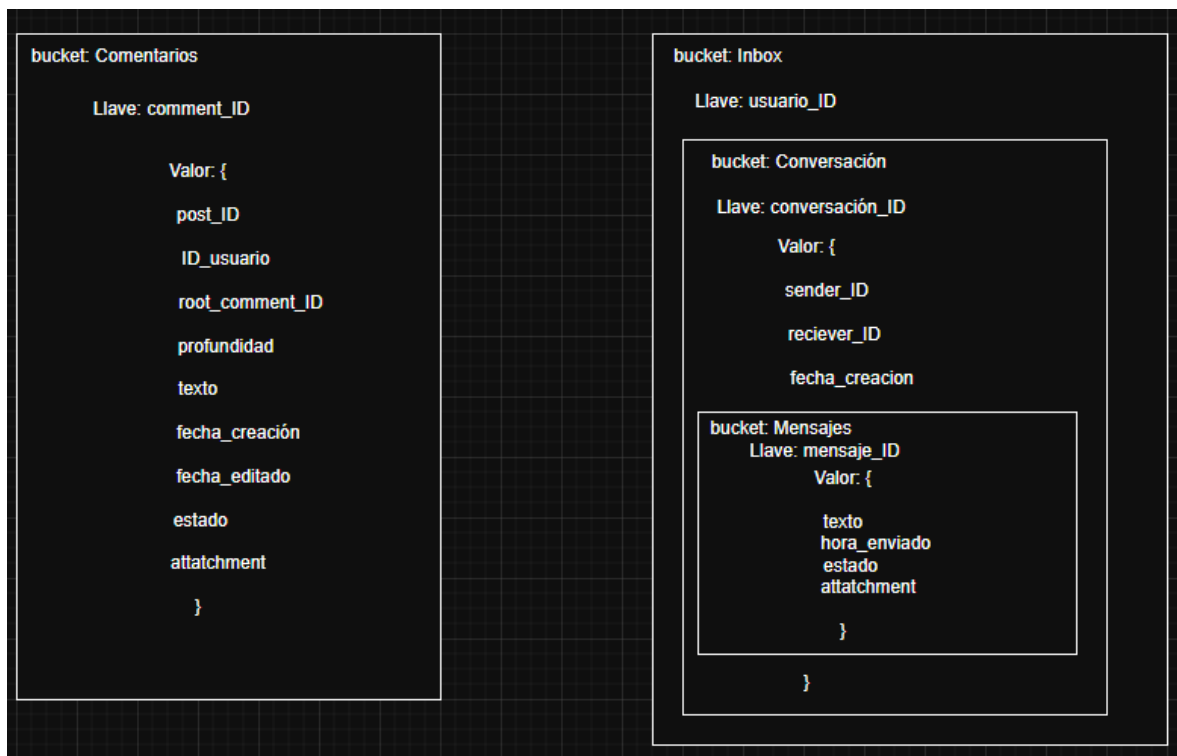 bucket: Comentarios
Llave: comment_ID
Valor: {
post_ID
ID_usuario
root_comment_ID
profundidad
texto
fecha_creación
fecha_editado
estado
attatchment
}
bucket: Inbox
Llave: usuario_ID
bucket: Conversación
Llave: conversación_ID
Valor: {
sender_ID
reciever_ID
fecha_creacion
bucket: Mensajes
Llave: mensaje_ID
Valor: {
texto
hora_enviado
estado
attatchment
}
}